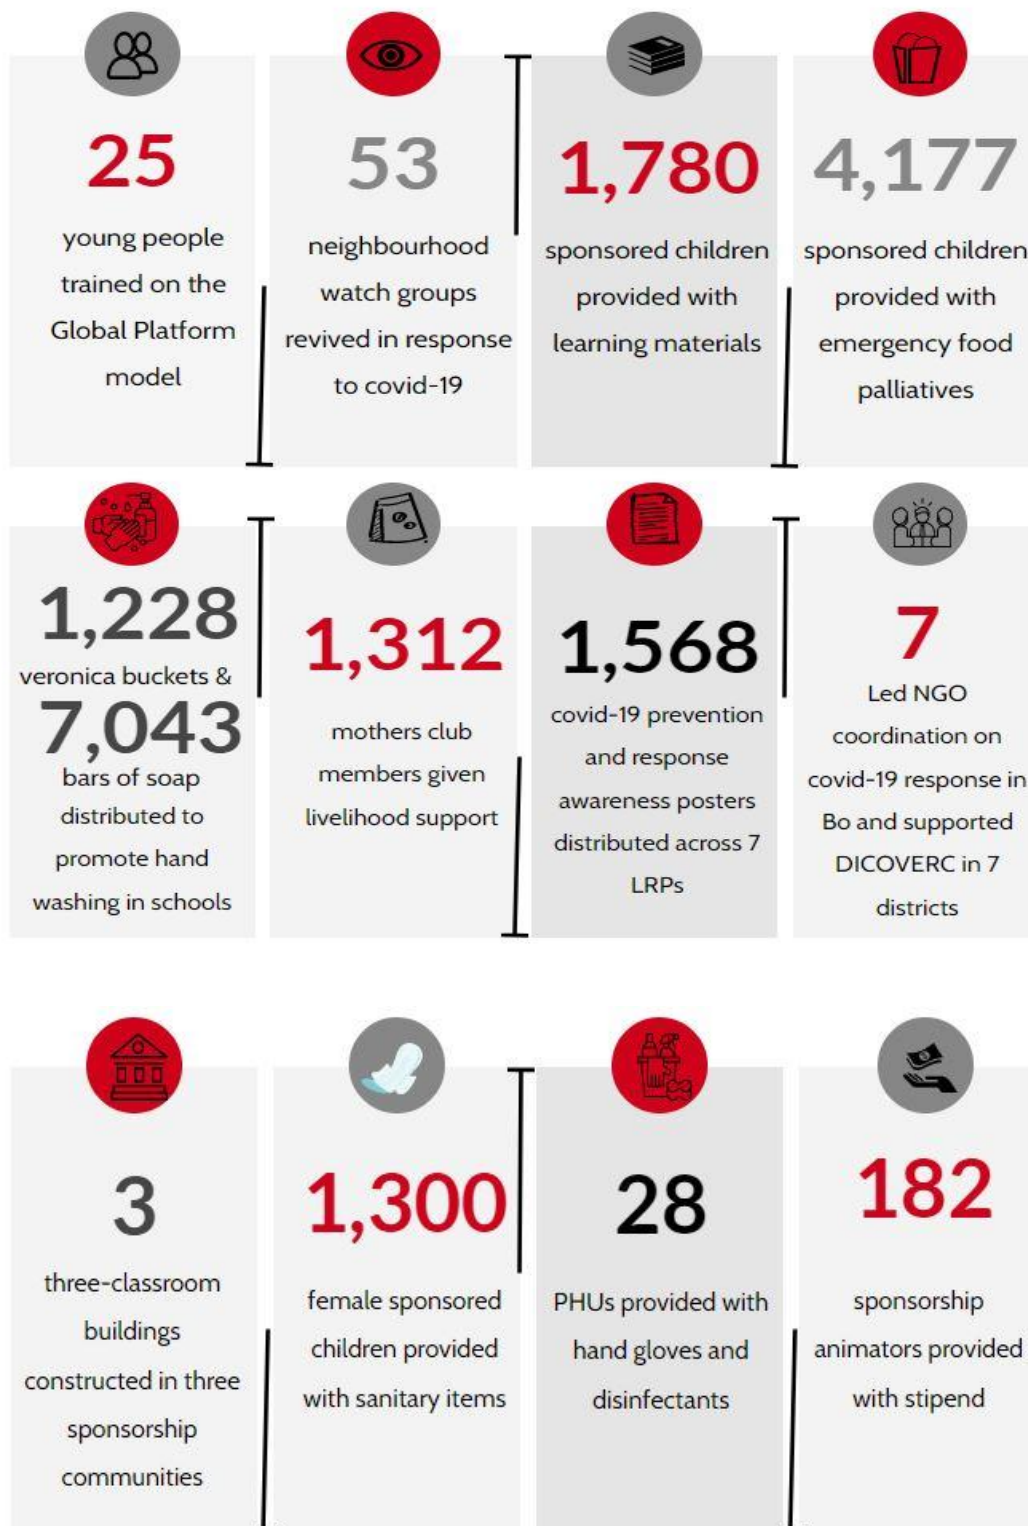 25
young people
trained on the
Global Platform
model
53
neighbourhood
watch groups
revived in response
to covid-19
1,780
sponsored children
provided with
learning materials
4,177
sponsored children
provided with
emergency food
palliatives
1,228
veronica buckets &
7,043
bars of soap
distributed to
promote hand
washing in schools
1,312
mothers club
members given
livelihood support
1,568
covid-19 prevention
and response
awareness posters
distributed across 7
LRPs
7
Led NGO
coordination on
covid-19 response in
Bo and supported
DICOVERC in 7
districts
3
three-classroom
buildings
constructed in three
sponsorship
communities
1,300
female sponsored
children provided
with sanitary items
28
PHUs provided with
hand gloves and
disinfectants
182
sponsorship
animators provided
with stipend